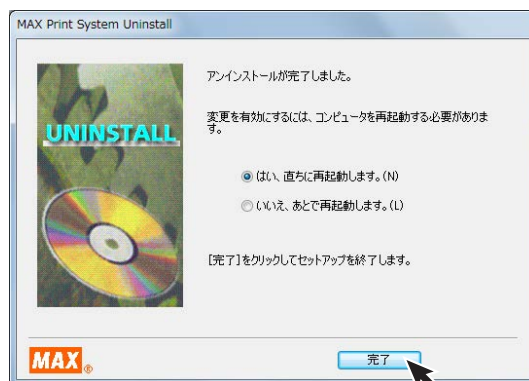 MAX Print System Uninstall
UNINSTALL
アンインストールが完了しました。
変更を有効にするには、コンピュータを再起動する必要がありま
す。
はい、直ちに再起動します。(N)
いいえ、あとで再起動します。(L)
[完了]をクリックしてセットアップを終了します。
MAX®
完了